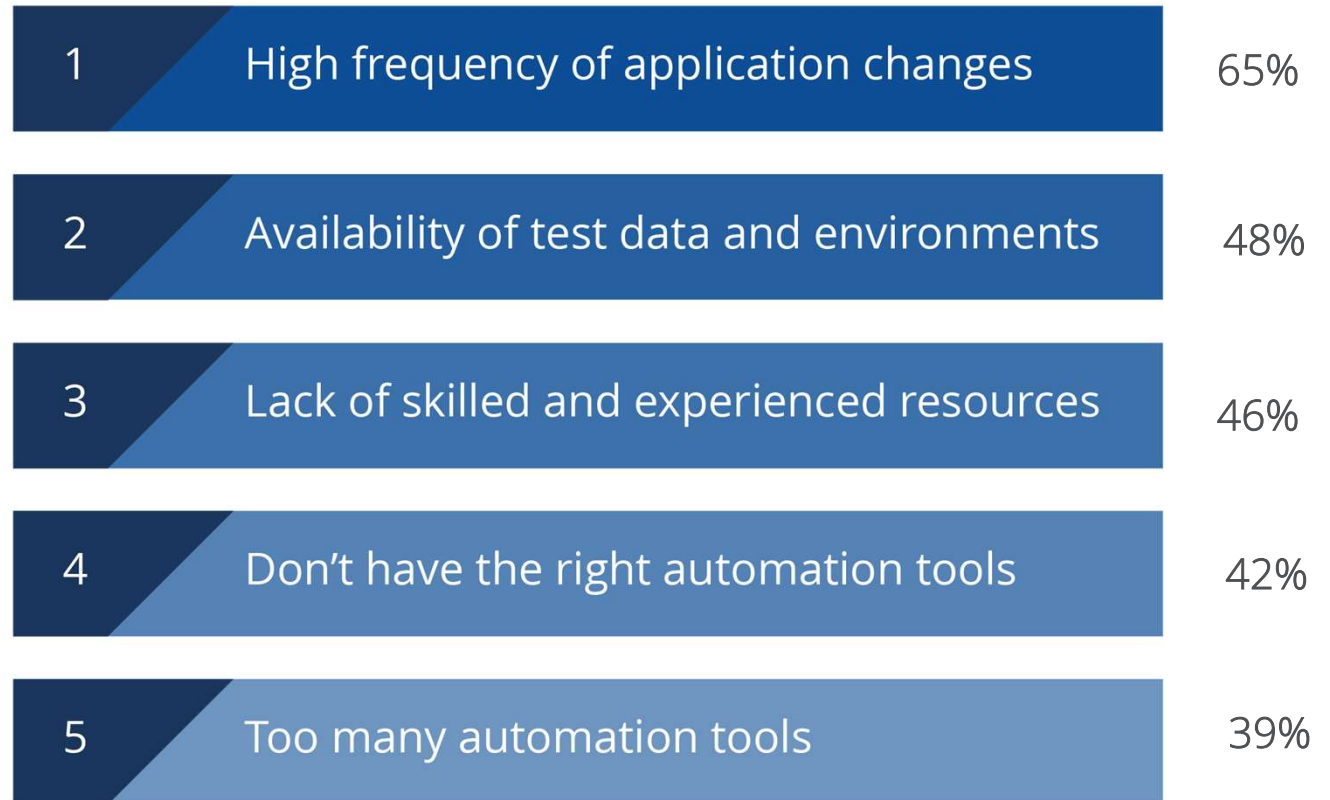 1 High frequency of application changes 65%
2 Availability of test data and environments 48%
3 Lack of skilled and experienced resources 46%
4 Don’t have the right automation tools 42%
5 Too many automation tools 39%